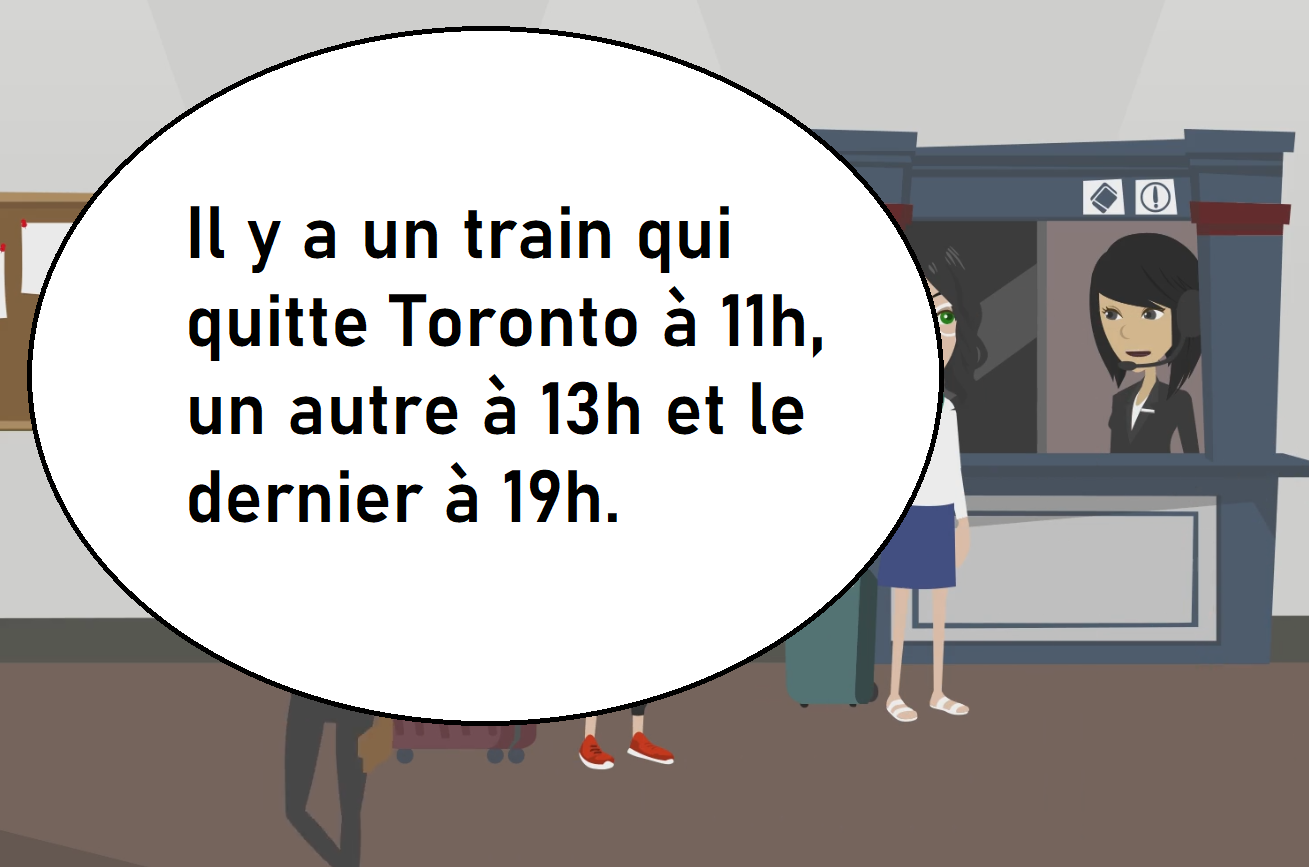 Il y a un train qui
quitte Toronto à 11h,
un autre à 13h et le
dernier à 19h.